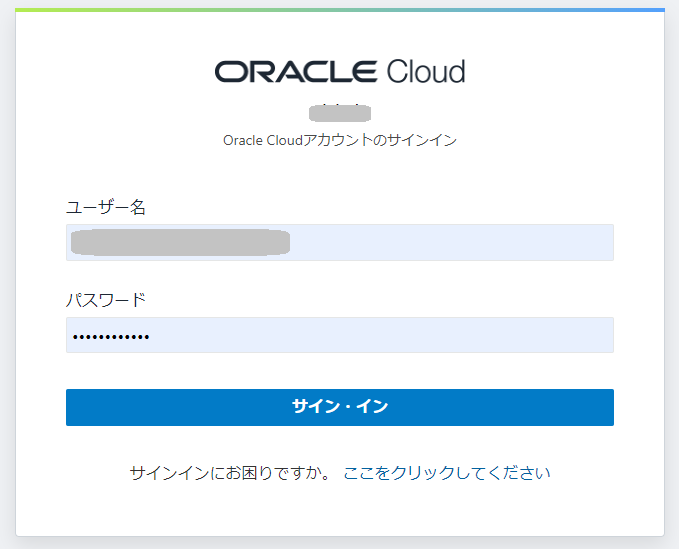 ORACLE Cloud
Oracle Cloudアカウントのサインイン
ユーザー名
パスワード
••••••••••••
サイン・イン
サインインにお困りですか。 ここをクリックしてください